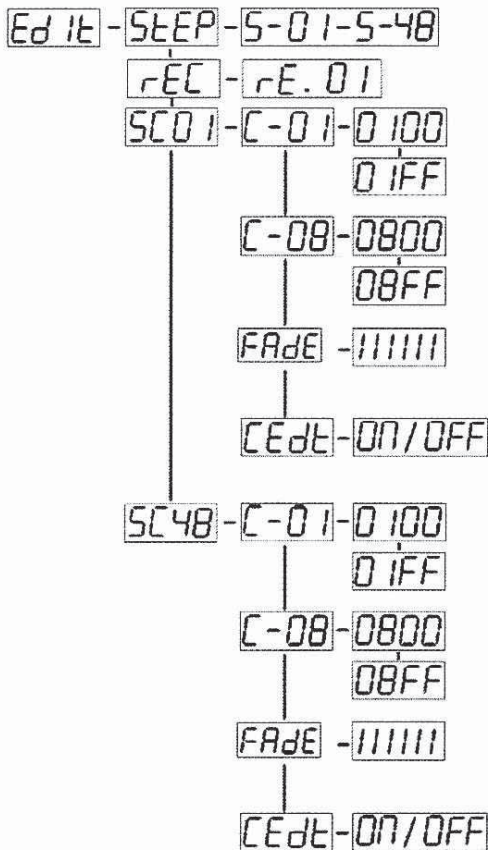 Edit - StEP - S-01-S-48
rEC - rE.01
SC01 - C-01 - 0100
01FF
C-08 - 0800
08FF
FAdE - 111111
CEdt - ON/OFF
SC48 - C-01 - 0100
01FF
C-08 - 0800
08FF
FAdE - 111111
CEdt - ON/OFF